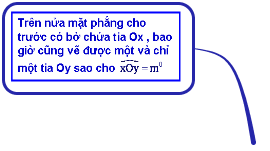 Trên nửa mặt phẳng cho
trước có bờ chứa tia Ox , bao
giờ cũng vẽ được một và chỉ
một tia Oy sao cho xOy = m⁰